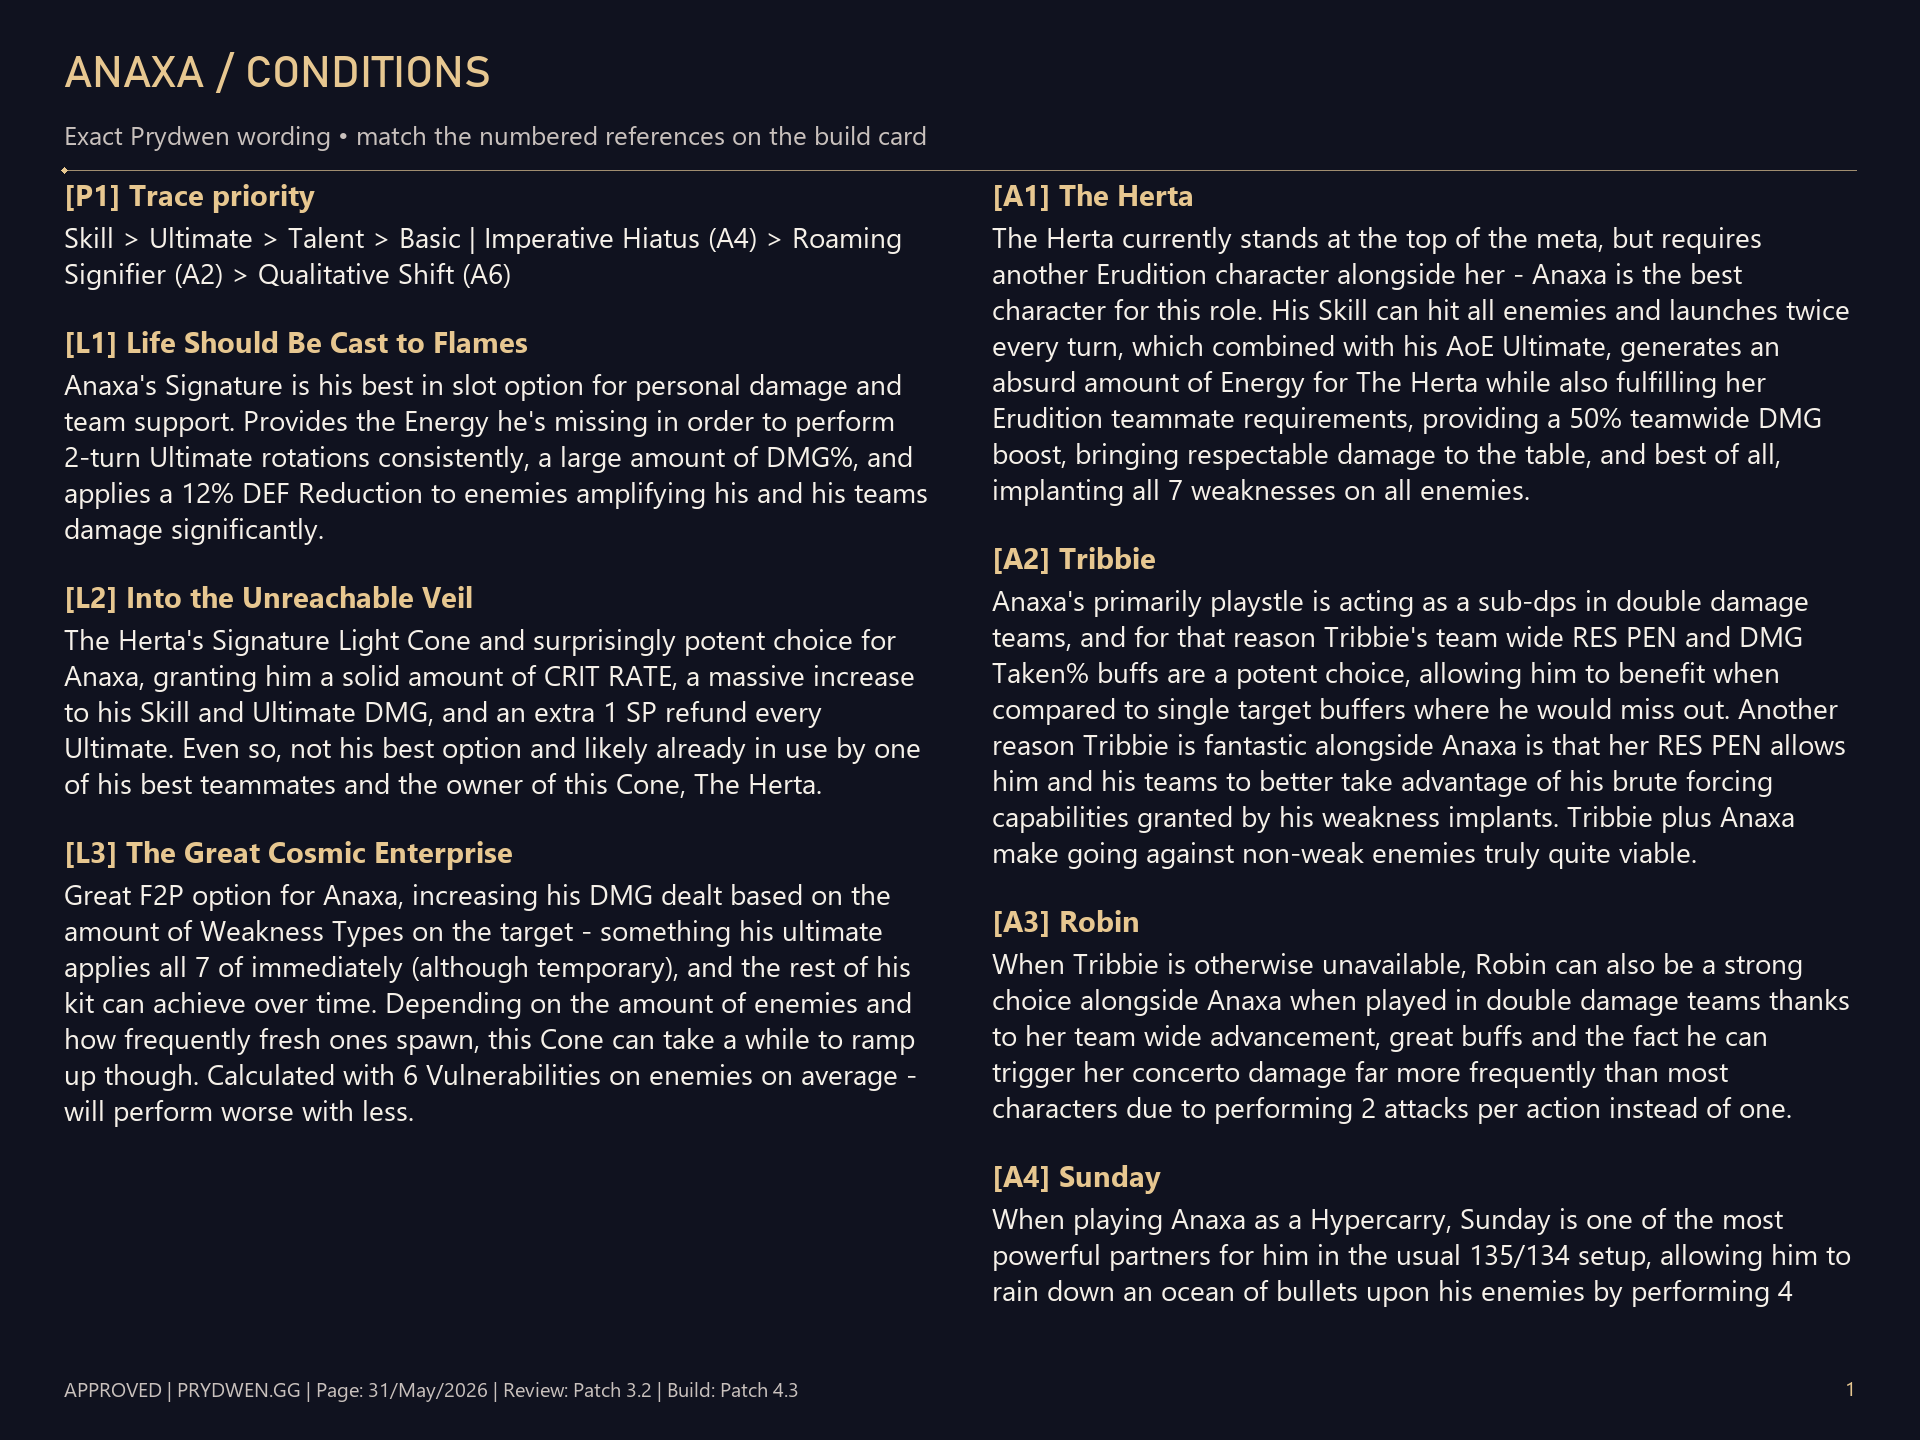 ANAXA / CONDITIONS
Exact Prydwen wording • match the numbered references on the build card
[P1] Trace priority
Skill > Ultimate > Talent > Basic | Imperative Hiatus (A4) > Roaming
Signifier (A2) > Qualitative Shift (A6)
[L1] Life Should Be Cast to Flames
Anaxa's Signature is his best in slot option for personal damage and
team support. Provides the Energy he's missing in order to perform
2-turn Ultimate rotations consistently, a large amount of DMG%, and
applies a 12% DEF Reduction to enemies amplifying his and his teams
damage significantly.
[L2] Into the Unreachable Veil
The Herta's Signature Light Cone and surprisingly potent choice for
Anaxa, granting him a solid amount of CRIT RATE, a massive increase
to his Skill and Ultimate DMG, and an extra 1 SP refund every
Ultimate. Even so, not his best option and likely already in use by one
of his best teammates and the owner of this Cone, The Herta.
[L3] The Great Cosmic Enterprise
Great F2P option for Anaxa, increasing his DMG dealt based on the
amount of Weakness Types on the target - something his ultimate
applies all 7 of immediately (although temporary), and the rest of his
kit can achieve over time. Depending on the amount of enemies and
how frequently fresh ones spawn, this Cone can take a while to ramp
up though. Calculated with 6 Vulnerabilities on enemies on average -
will perform worse with less.
[A1] The Herta
The Herta currently stands at the top of the meta, but requires
another Erudition character alongside her - Anaxa is the best
character for this role. His Skill can hit all enemies and launches twice
every turn, which combined with his AoE Ultimate, generates an
absurd amount of Energy for The Herta while also fulfilling her
Erudition teammate requirements, providing a 50% teamwide DMG
boost, bringing respectable damage to the table, and best of all,
implanting all 7 weaknesses on all enemies.
[A2] Tribbie
Anaxa's primarily playstle is acting as a sub-dps in double damage
teams, and for that reason Tribbie's team wide RES PEN and DMG
Taken% buffs are a potent choice, allowing him to benefit when
compared to single target buffers where he would miss out. Another
reason Tribbie is fantastic alongside Anaxa is that her RES PEN allows
him and his teams to better take advantage of his brute forcing
capabilities granted by his weakness implants. Tribbie plus Anaxa
make going against non-weak enemies truly quite viable.
[A3] Robin
When Tribbie is otherwise unavailable, Robin can also be a strong
choice alongside Anaxa when played in double damage teams thanks
to her team wide advancement, great buffs and the fact he can
trigger her concerto damage far more frequently than most
characters due to performing 2 attacks per action instead of one.
[A4] Sunday
When playing Anaxa as a Hypercarry, Sunday is one of the most
powerful partners for him in the usual 135/134 setup, allowing him to
rain down an ocean of bullets upon his enemies by performing 4
APPROVED | PRYDWEN.GG | Page: 31/May/2026 | Review: Patch 3.2 | Build: Patch 4.3
1